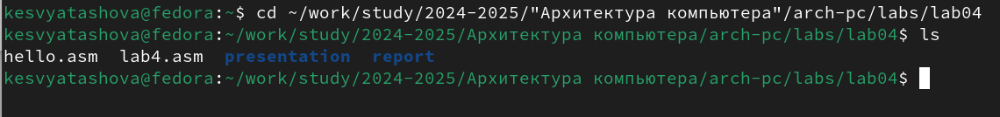 kesvyatashova@fedora:~$ cd ~/work/study/2024-2025/"Архитектура компьютера"/arch-pc/labs/lab04
kesvyatashova@fedora:~/work/study/2024-2025/Архитектура компьютера/arch-pc/labs/lab04$ ls
hello.asm  lab4.asm  presentation  report
kesvyatashova@fedora:~/work/study/2024-2025/Архитектура компьютера/arch-pc/labs/lab04$